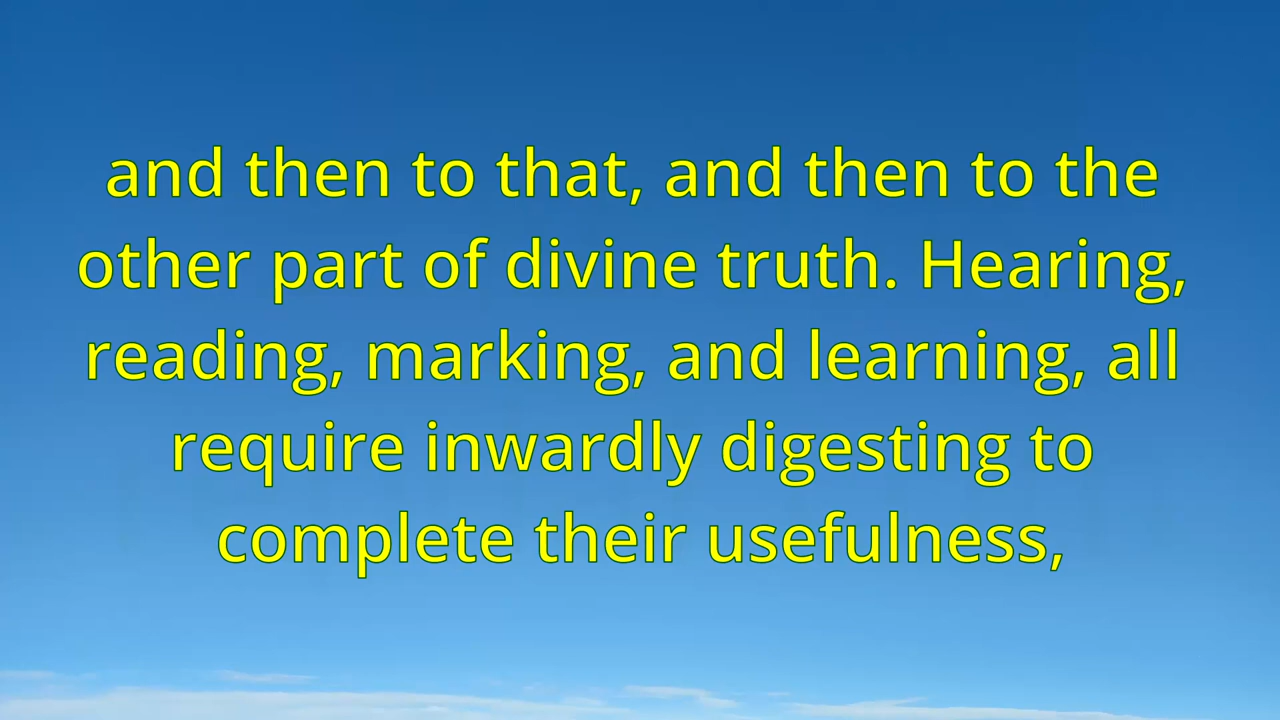 and then to that, and then to the
other part of divine truth. Hearing,
reading, marking, and learning, all
require inwardly digesting to
complete their usefulness,